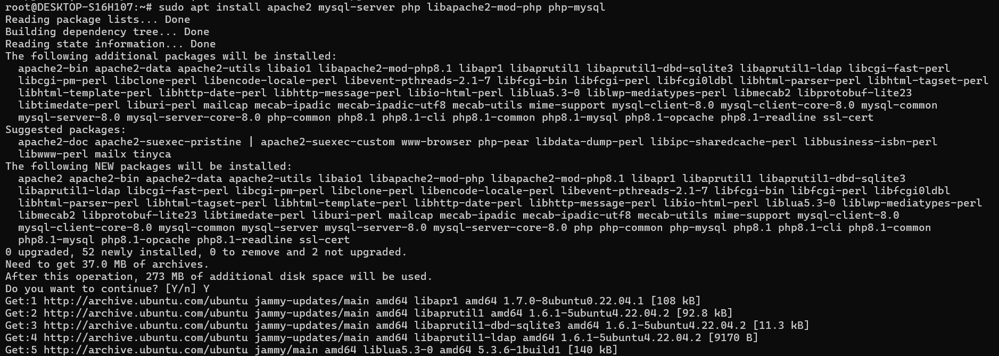 root@DESKTOP-S16H107:~# sudo apt install apache2 mysql-server php libapache2-mod-php php-mysql
Reading package lists... Done
Building dependency tree... Done
Reading state information... Done
The following additional packages will be installed:
  apache2-bin apache2-data apache2-utils libaio1 libapache2-mod-php8.1 libapr1 libaprutil1 libaprutil1-dbd-sqlite3 libaprutil1-ldap libcgi-fast-perl
  libcgi-pm-perl libclone-perl libencode-locale-perl libevent-pthreads-2.1-7 libfcgi-bin libfcgi-perl libfcgi0ldbl libhtml-parser-perl libhtml-tagset-perl
  libhtml-template-perl libhttp-date-perl libhttp-message-perl libio-html-perl liblua5.3-0 liblwp-mediatypes-perl libmecab2 libprotobuf-lite23
  libtimedate-perl liburi-perl mailcap mecab-ipadic mecab-ipadic-utf8 mecab-utils mime-support mysql-client-8.0 mysql-client-core-8.0 mysql-common
  mysql-server-8.0 mysql-server-core-8.0 php-common php8.1 php8.1-cli php8.1-common php8.1-mysql php8.1-opcache php8.1-readline ssl-cert
Suggested packages:
  apache2-doc apache2-suexec-pristine | apache2-suexec-custom www-browser php-pear libdata-dump-perl libipc-sharedcache-perl libbusiness-isbn-perl
  libwww-perl mailx tinyca
The following NEW packages will be installed:
  apache2 apache2-bin apache2-data apache2-utils libaio1 libapache2-mod-php libapache2-mod-php8.1 libapr1 libaprutil1 libaprutil1-dbd-sqlite3
  libaprutil1-ldap libcgi-fast-perl libcgi-pm-perl libclone-perl libencode-locale-perl libevent-pthreads-2.1-7 libfcgi-bin libfcgi-perl libfcgi0ldbl
  libhtml-parser-perl libhtml-tagset-perl libhtml-template-perl libhttp-date-perl libhttp-message-perl libio-html-perl liblua5.3-0 liblwp-mediatypes-perl
  libmecab2 libprotobuf-lite23 libtimedate-perl liburi-perl mailcap mecab-ipadic mecab-ipadic-utf8 mecab-utils mime-support mysql-client-8.0
  mysql-client-core-8.0 mysql-common mysql-server mysql-server-8.0 mysql-server-core-8.0 php php-common php-mysql php8.1 php8.1-cli php8.1-common
  php8.1-mysql php8.1-opcache php8.1-readline ssl-cert
0 upgraded, 52 newly installed, 0 to remove and 2 not upgraded.
Need to get 37.0 MB of archives.
After this operation, 273 MB of additional disk space will be used.
Do you want to continue? [Y/n] Y
Get:1 http://archive.ubuntu.com/ubuntu jammy-updates/main amd64 libapr1 amd64 1.7.0-8ubuntu0.22.04.1 [108 kB]
Get:2 http://archive.ubuntu.com/ubuntu jammy-updates/main amd64 libaprutil1 amd64 1.6.1-5ubuntu4.22.04.2 [92.8 kB]
Get:3 http://archive.ubuntu.com/ubuntu jammy-updates/main amd64 libaprutil1-dbd-sqlite3 amd64 1.6.1-5ubuntu4.22.04.2 [11.3 kB]
Get:4 http://archive.ubuntu.com/ubuntu jammy-updates/main amd64 libaprutil1-ldap amd64 1.6.1-5ubuntu4.22.04.2 [9170 B]
Get:5 http://archive.ubuntu.com/ubuntu jammy/main amd64 liblua5.3-0 amd64 5.3.6-1build1 [140 kB]